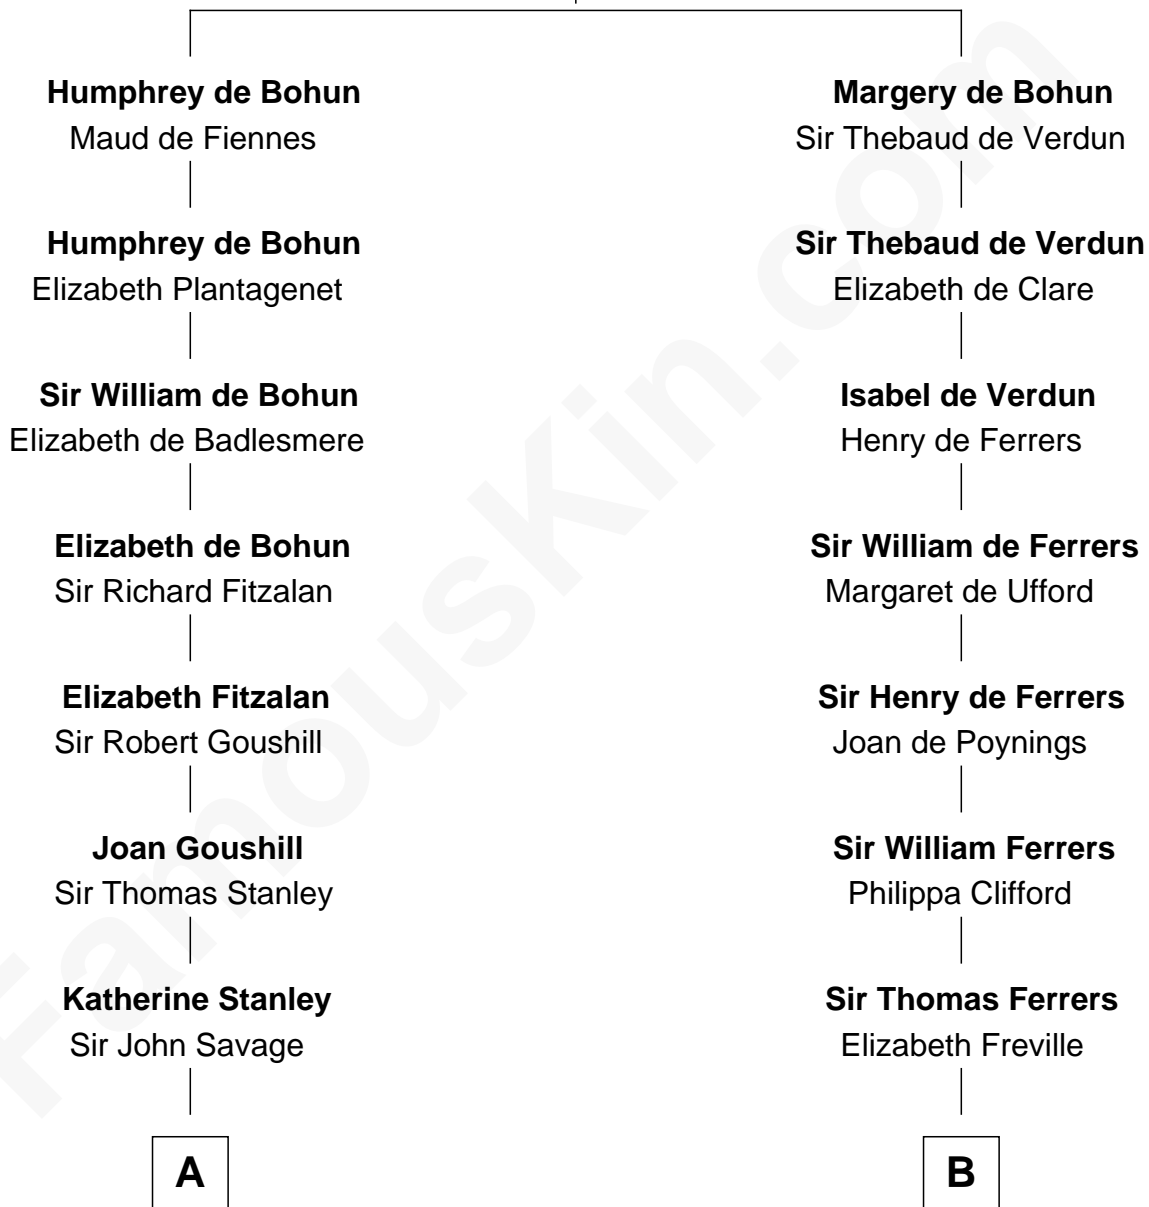 Humphrey de Bohun
Maud de Fiennes
Humphrey de Bohun
Elizabeth Plantagenet
Sir William de Bohun
Elizabeth de Badlesmere
Elizabeth de Bohun
Sir Richard Fitzalan
Elizabeth Fitzalan
Sir Robert Goushill
Joan Goushill
Sir Thomas Stanley
Katherine Stanley
Sir John Savage
A
Margery de Bohun
Sir Thebaud de Verdun
Sir Thebaud de Verdun
Elizabeth de Clare
Isabel de Verdun
Henry de Ferrers
Sir William de Ferrers
Margaret de Ufford
Sir Henry de Ferrers
Joan de Poynings
Sir William Ferrers
Philippa Clifford
Sir Thomas Ferrers
Elizabeth Freville
B
FamousKin.com